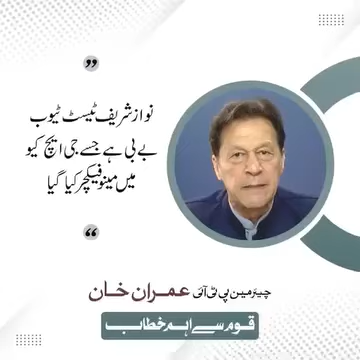 ”
نواز شریف ٹیسٹ ٹیوب
بے بی ہے جسے جی ایچ کیو
میں مینوفیکچر کیا گیا
“
چیئرمین پی ٹی آئی عمران خان
قوم سے اہم خطاب